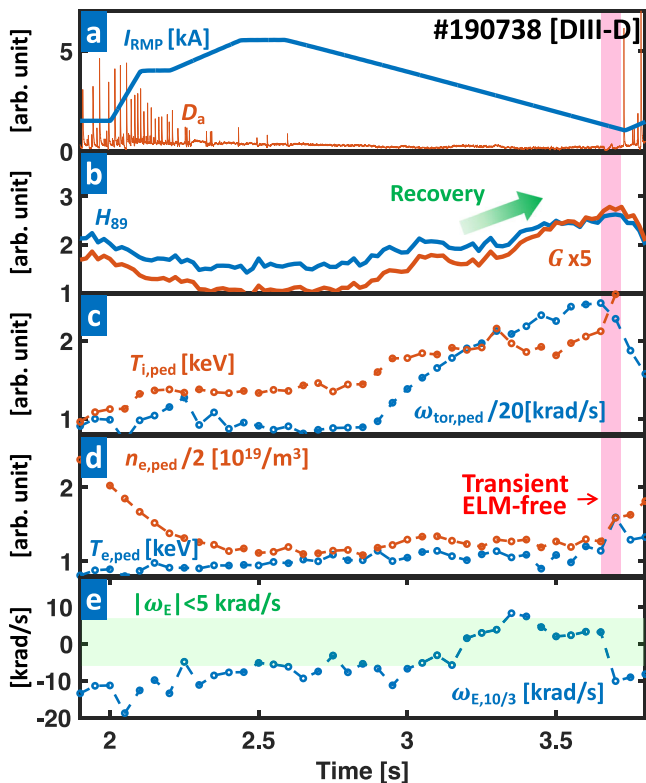 a
I_RMP [kA]
#190738 [DIII-D]
[arb. unit]
5
0
D_a
b
H_89
Recovery
G x5
[arb. unit]
3
2
1
c
T_i,ped [keV]
ω_tor,ped /20[krad/s]
[arb. unit]
1
2
1
d
n_e,ped /2 [10^19/m^3]
Transient
ELM-free →
T_e,ped [keV]
[arb. unit]
2
1
e
|ω_E|<5 krad/s
ω_E,10/3 [krad/s]
[krad/s]
10
0
-10
-20
2
2.5
3
3.5
Time [s]